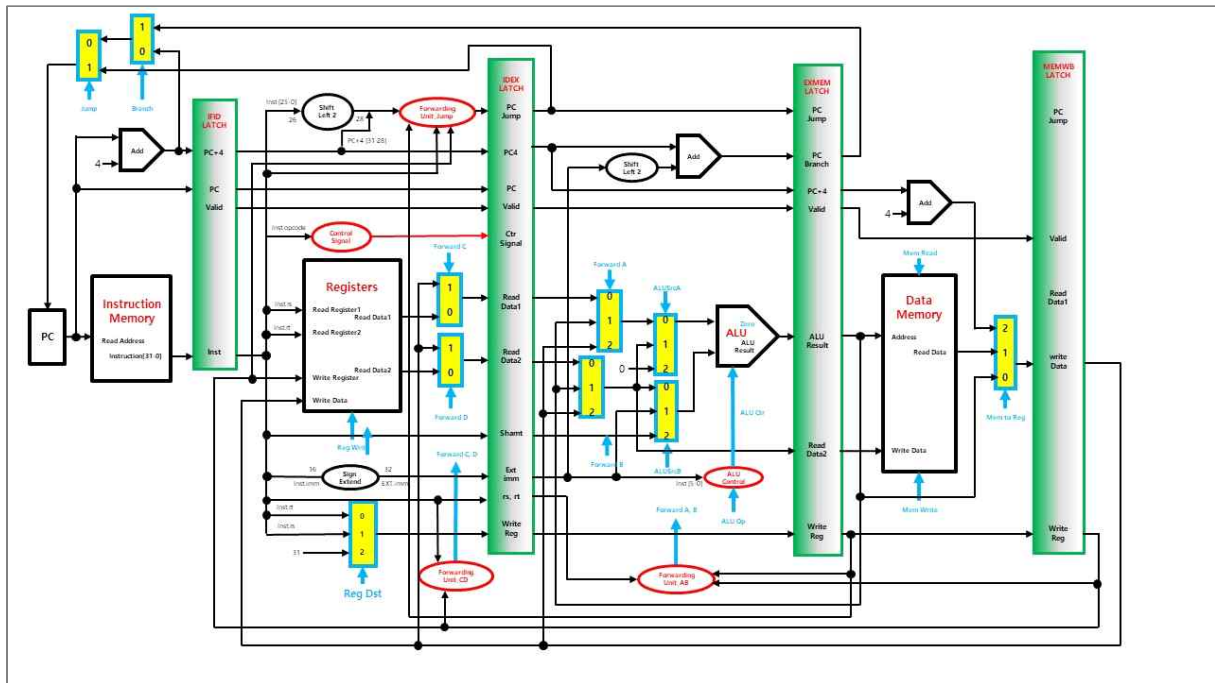 1
0
0
1
Jump
Branch
IFID
LATCH
PC+4
PC
Valid
Inst
Add
4
PC
Instruction
Memory
Read Address
Instruction[31-0]
Inst [25-0]
26
Shift
Left 2
28
PC+4 [31-28]
Forwarding
Unit_Jump
Inst.opcode
Control
Signal
Registers
Inst.rs
Read Register1
Read Data1
Inst.rt
Read Register2
Read Data2
Write Register
Write Data
Reg Write
Forward C
1
0
1
0
Forward D
16
Inst.imm
Sign
Extend
32
EXT.imm
Forward C, D
Inst.rt
Inst.rs
31
0
1
2
Reg Dst
Forwarding
Unit_CD
IDEX
LATCH
PC
Jump
PC4
PC
Valid
Ctr
Signal
Read
Data1
Read
Data2
Shamt
Ext
imm
rs, rt
Write
Reg
Shift
Left 2
Add
Forward A
0
1
2
0
1
2
Forward B
ALUSrcA
0
1
2
0
0
1
2
ALUSrcB
ALU
Zero
ALU
Result
ALU Ctr
Inst [5-0]
ALU
Control
ALU Op
Forward A, B
Forwarding
Unit_AB
EXMEM
LATCH
PC
Jump
PC
Branch
PC+4
Valid
ALU
Result
Read
Data2
Write
Reg
Add
4
Mem Read
Data
Memory
Address
Read Data
Write Data
Mem Write
2
1
0
Mem to Reg
MEMWB
LATCH
PC
Jump
Valid
Read
Data1
write
Data
Write
Reg